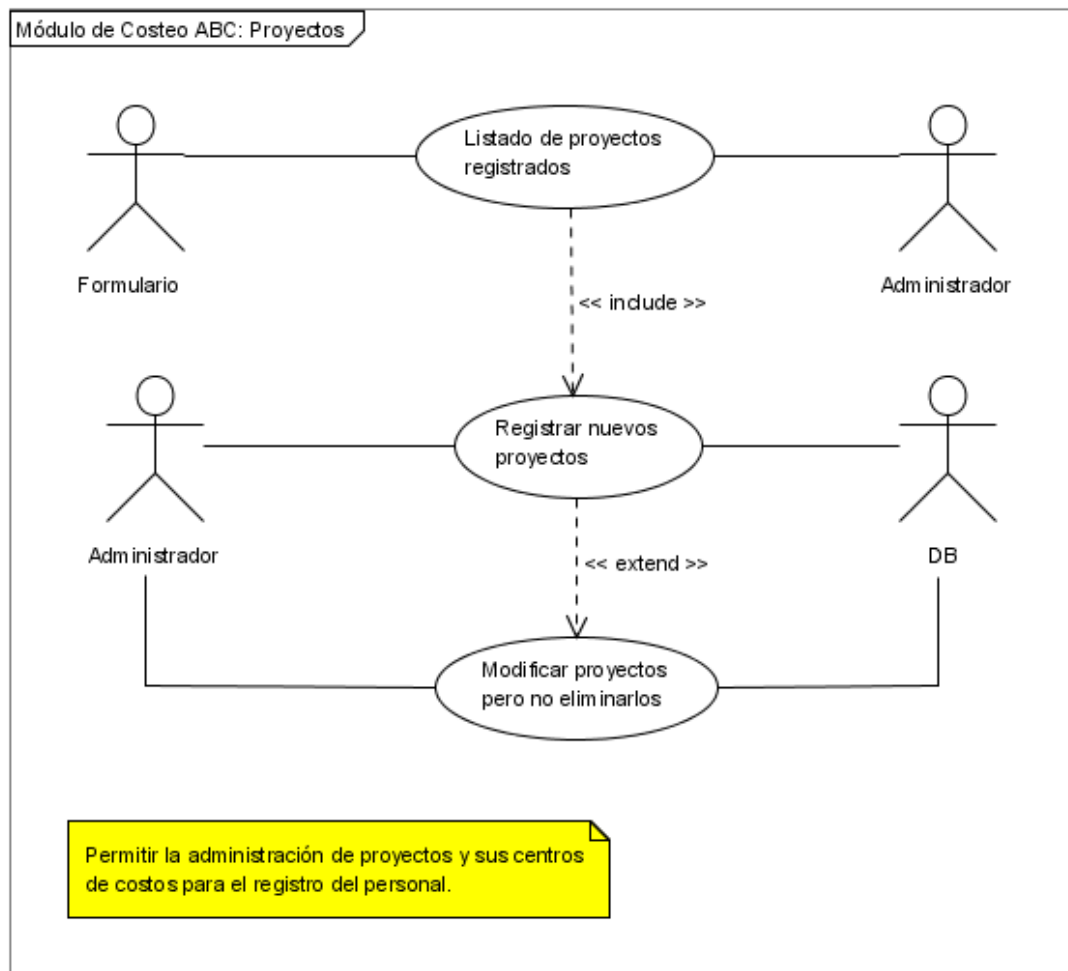 Módulo de Costeo ABC: Proyectos
Listado de proyectos
registrados
Formulario
Administrador
<< include >>
Registrar nuevos
proyectos
Administrador
DB
<< extend >>
Modificar proyectos
pero no eliminarlos
Permitir la administración de proyectos y sus centros
de costos para el registro del personal.